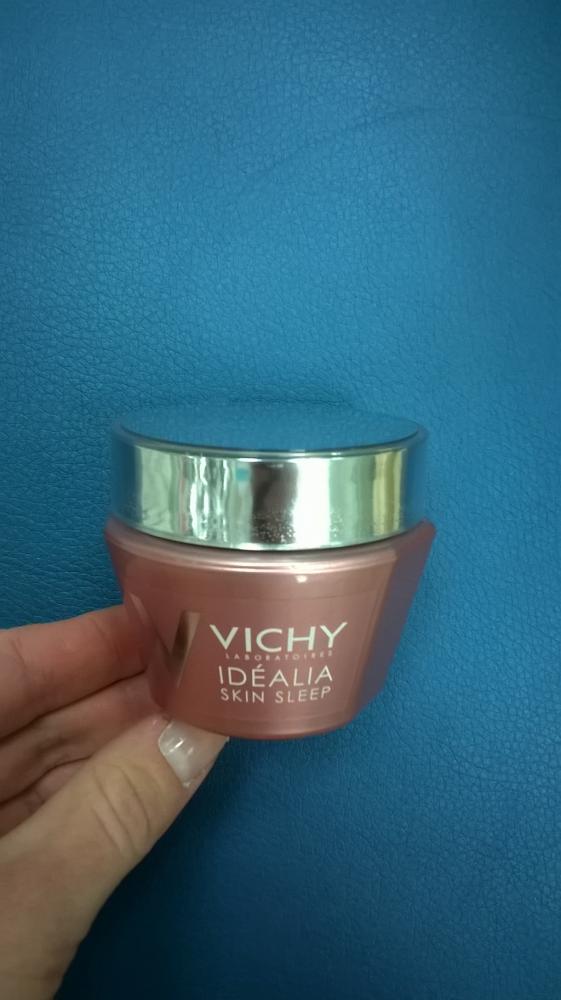 VICHY
LABORATOIRES
IDÉALIA
SKIN SLEEP